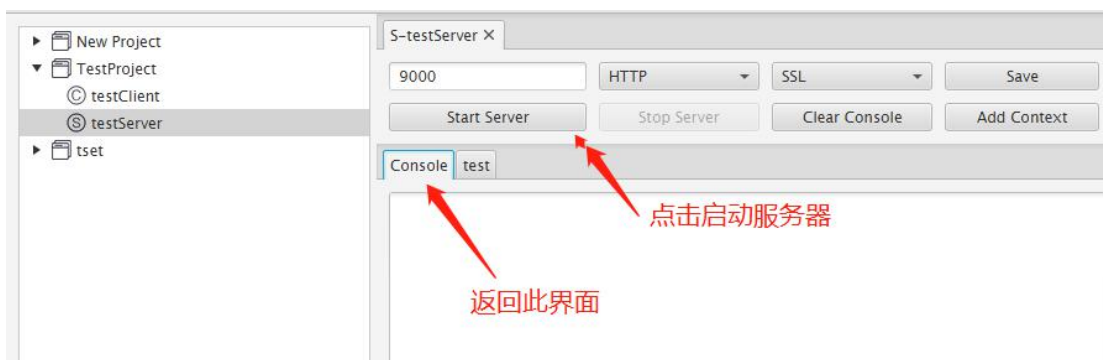 New Project
TestProject
testClient
testServer
tset
S-testServer
9000 HTTP SSL Save
Start Server Stop Server Clear Console Add Context
Console test
点击启动服务器
返回此界面